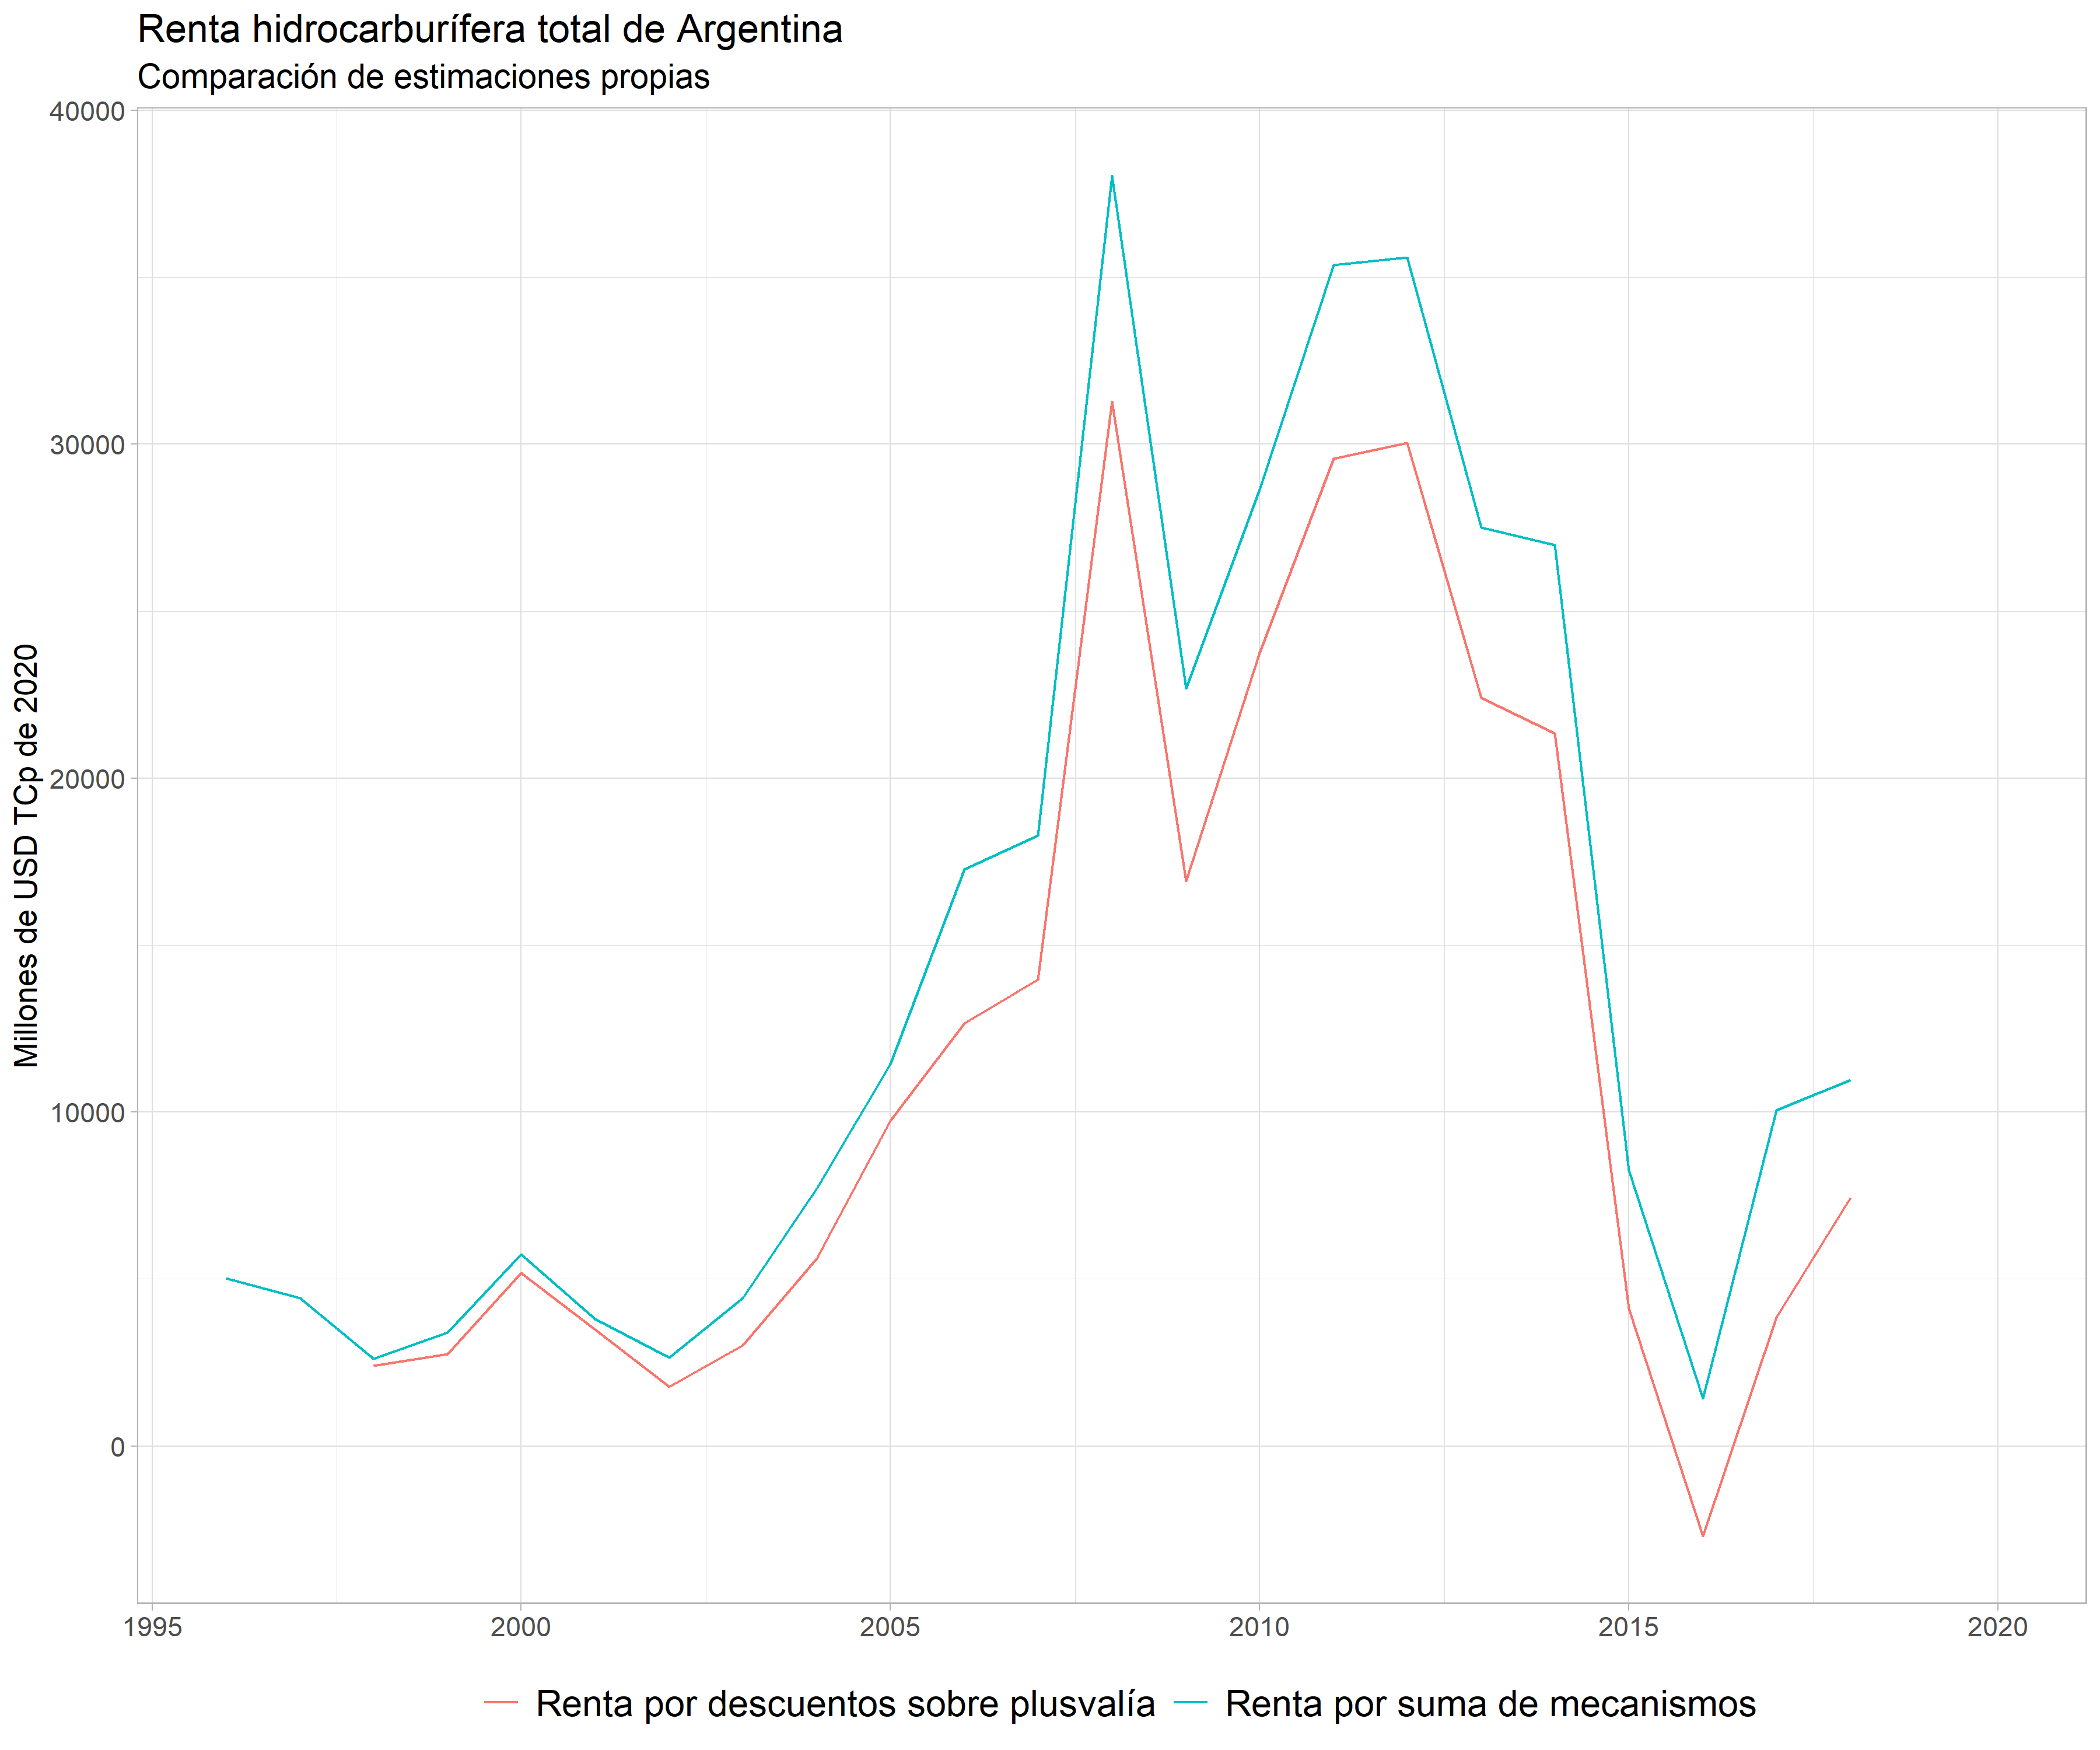 Renta hidrocarburífera total de Argentina
Comparación de estimaciones propias
Millones de USD TCp de 2020
40000
30000
20000
10000
0
1995 2000 2005 2010 2015 2020
Renta por descuentos sobre plusvalía Renta por suma de mecanismos